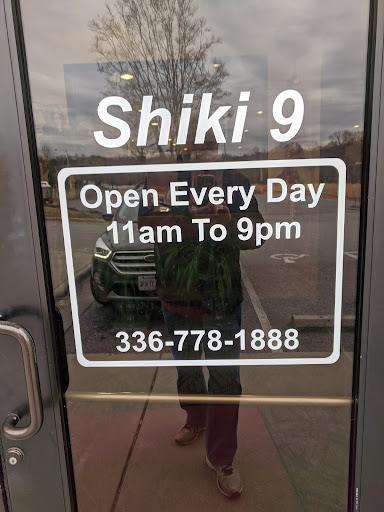 Shiki 9
Open Every Day
11am To 9pm
336-778-1888